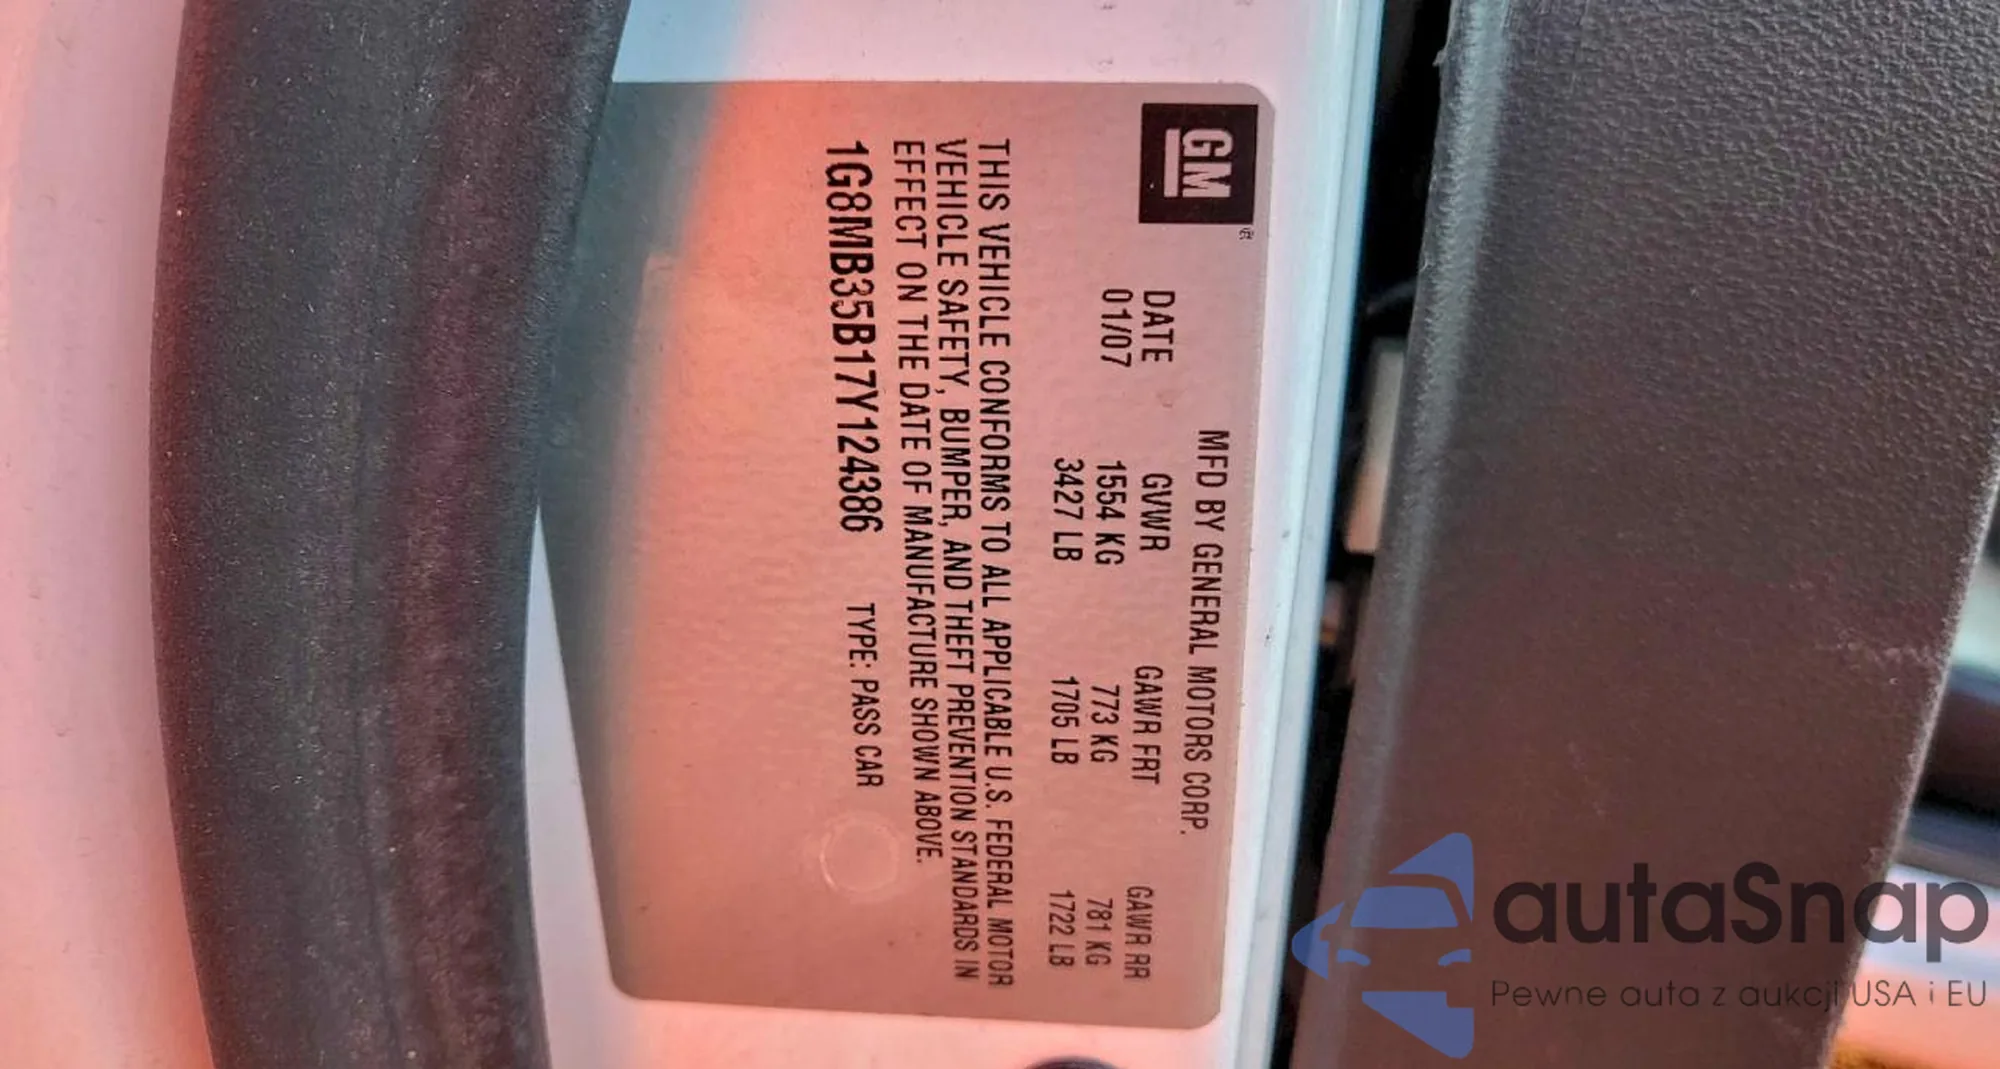 GM
MFD BY GENERAL MOTORS CORP.
DATE GVWR GAWR FRT GAWR RR
01/07 1554 KG 773 KG 781 KG
3427 LB 1705 LB 1722 LB
THIS VEHICLE CONFORMS TO ALL APPLICABLE U.S. FEDERAL MOTOR
VEHICLE SAFETY, BUMPER, AND THEFT PREVENTION STANDARDS IN
EFFECT ON THE DATE OF MANUFACTURE SHOWN ABOVE.
1G8MB35B17Y124386 TYPE: PASS CAR
autaSnap
Pewne auta z aukcji USA i EU